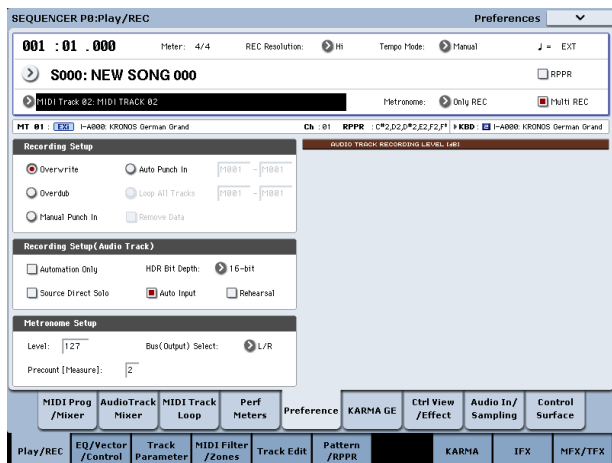 SEQUENCER P0:Play/REC Preferences
001 :01 .000 Meter: 4/4 REC Resolution: Hi Tempo Mode: Manual ♩ = EXT
S000: NEW SONG 000 RPPR
MIDI Track 02: MIDI TRACK 02 Metronome: Only REC Multi REC
MT 01 : EXi I-A000: KRONOS German Grand Ch :01 RPPR : C#2,D2,D#2,E2,F2,F# KBD : I-A000: KRONOS German Grand
Recording Setup AUDIO TRACK RECORDING LEVEL [dB]
Overwrite Auto Punch In M001 - M001
Overdub Loop All Tracks M001 - M001
Manual Punch In Remove Data
Recording Setup(Audio Track)
Automation Only HDR Bit Depth: 16-bit
Source Direct Solo Auto Input Rehearsal
Metronome Setup
Level: 127 Bus(Output) Select: L/R
Precount [Measure]: 2
MIDI Prog /Mixer AudioTrack Mixer MIDI Track Loop Perf Meters Preference KARMA GE Ctrl View /Effect Audio In/ Sampling Control Surface
Play/REC EQ/Vector /Control Track Parameter MIDI Filter /Zones Track Edit Pattern /RPPR KARMA IFX MFX/TFX